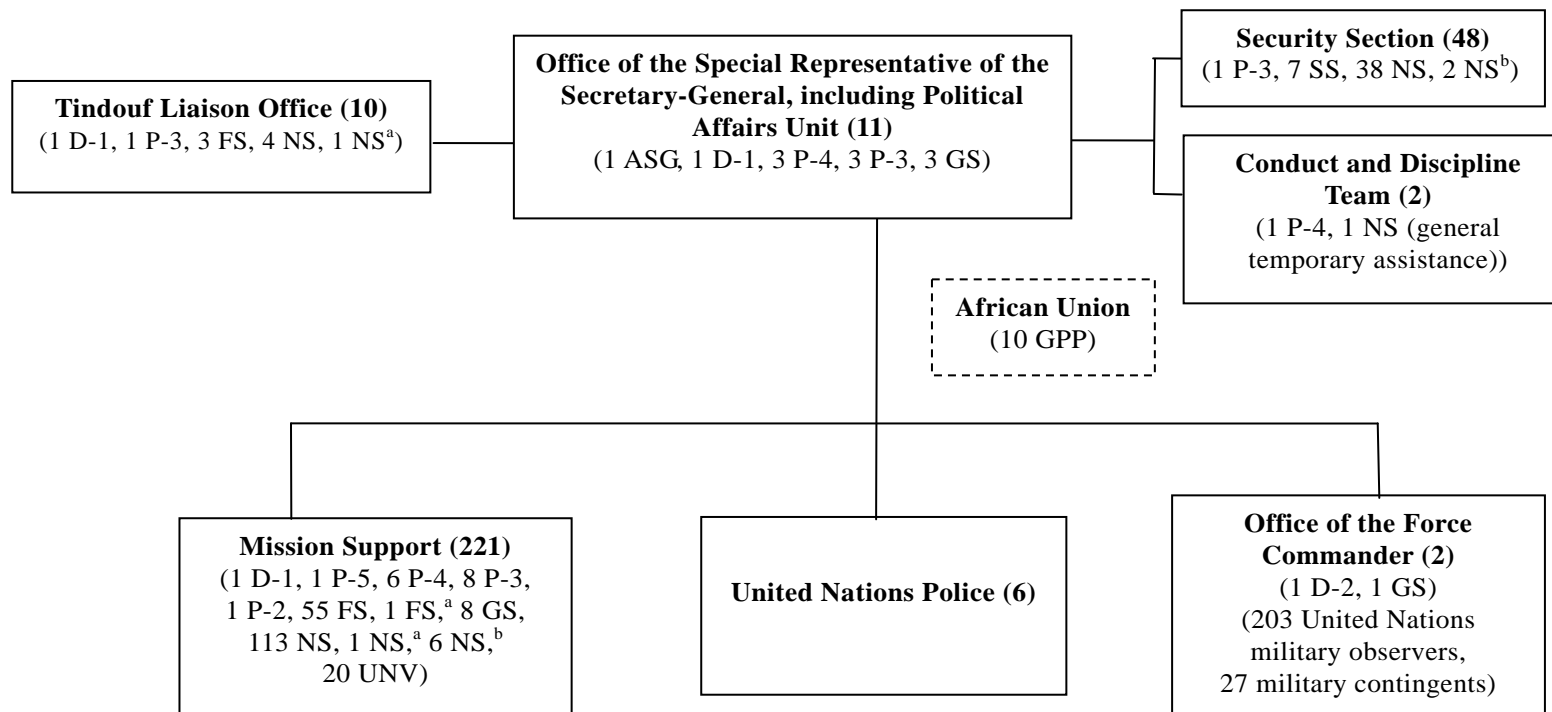 Tindouf Liaison Office (10)
(1 D-1, 1 P-3, 3 FS, 4 NS, 1 NSᵃ)
Office of the Special Representative of the
Secretary-General, including Political
Affairs Unit (11)
(1 ASG, 1 D-1, 3 P-4, 3 P-3, 3 GS)
Security Section (48)
(1 P-3, 7 SS, 38 NS, 2 NSᵇ)
Conduct and Discipline
Team (2)
(1 P-4, 1 NS (general
temporary assistance))
African Union
(10 GPP)
Mission Support (221)
(1 D-1, 1 P-5, 6 P-4, 8 P-3,
1 P-2, 55 FS, 1 FS,ᵃ 8 GS,
113 NS, 1 NS,ᵃ 6 NS,ᵇ
20 UNV)
United Nations Police (6)
Office of the Force
Commander (2)
(1 D-2, 1 GS)
(203 United Nations
military observers,
27 military contingents)